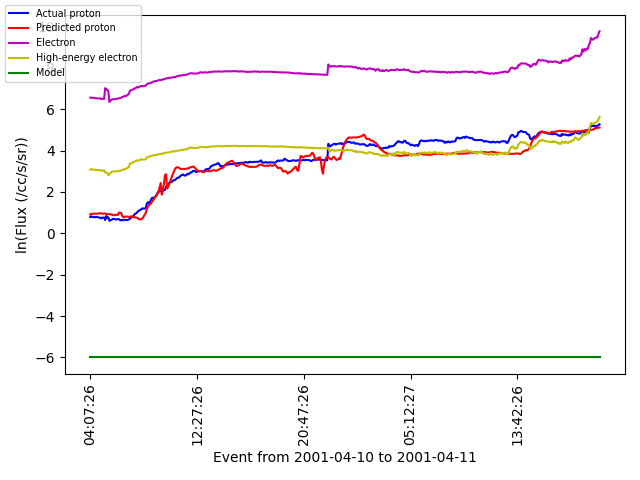 Actual proton
Predicted proton
Electron
High-energy electron
Model
10
8
6
4
2
0
−2
−4
−6
ln(Flux (/cc/s/sr))
04:07:26
12:27:26
20:47:26
05:12:27
13:42:26
Event from 2001-04-10 to 2001-04-11